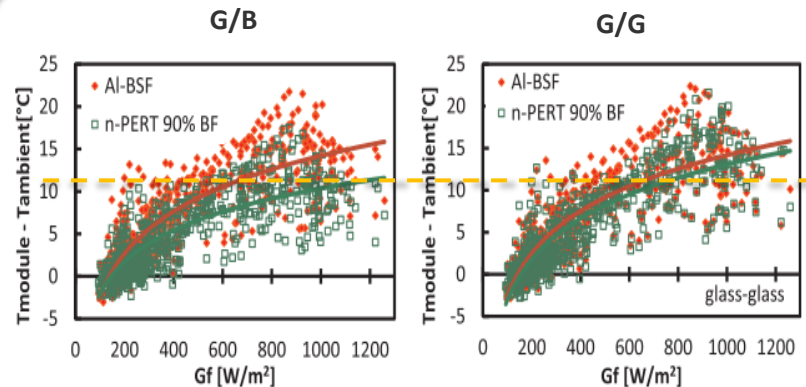 G/B
G/G
Tmodule - Tambient[°C]
25
20
15
10
5
0
-5
Al-BSF
n-PERT 90% BF
0 200 400 600 800 1000 1200
Gf [W/m²]
Tmodule - Tambient[°C]
25
20
15
10
5
0
-5
Al-BSF
n-PERT 90% BF
glass-glass
0 200 400 600 800 1000 1200
Gf [W/m²]